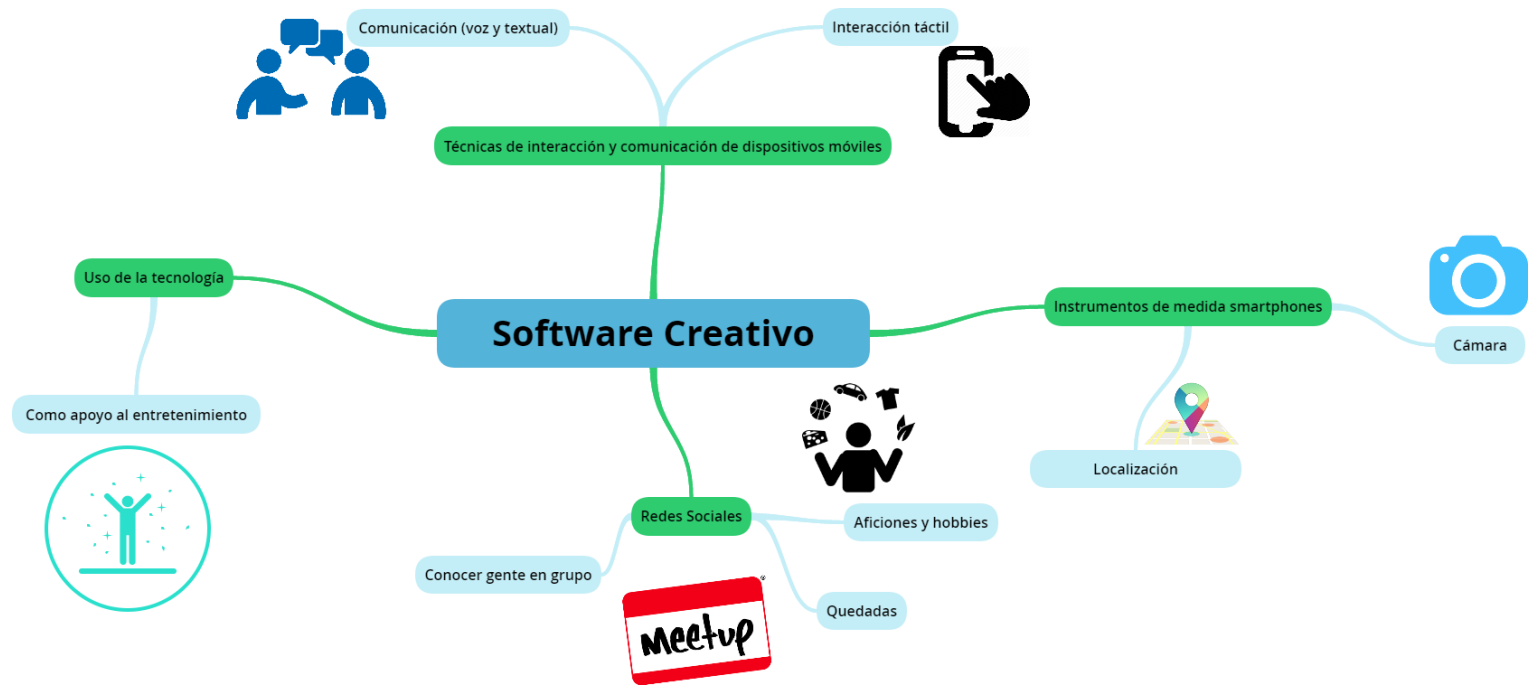 Comunicación (voz y textual)
Interacción táctil
Técnicas de interacción y comunicación de dispositivos móviles
Uso de la tecnología
Instrumentos de medida smartphones
Software Creativo
Cámara
Como apoyo al entretenimiento
Localización
Redes Sociales
Aficiones y hobbies
Conocer gente en grupo
Quedadas
meetup